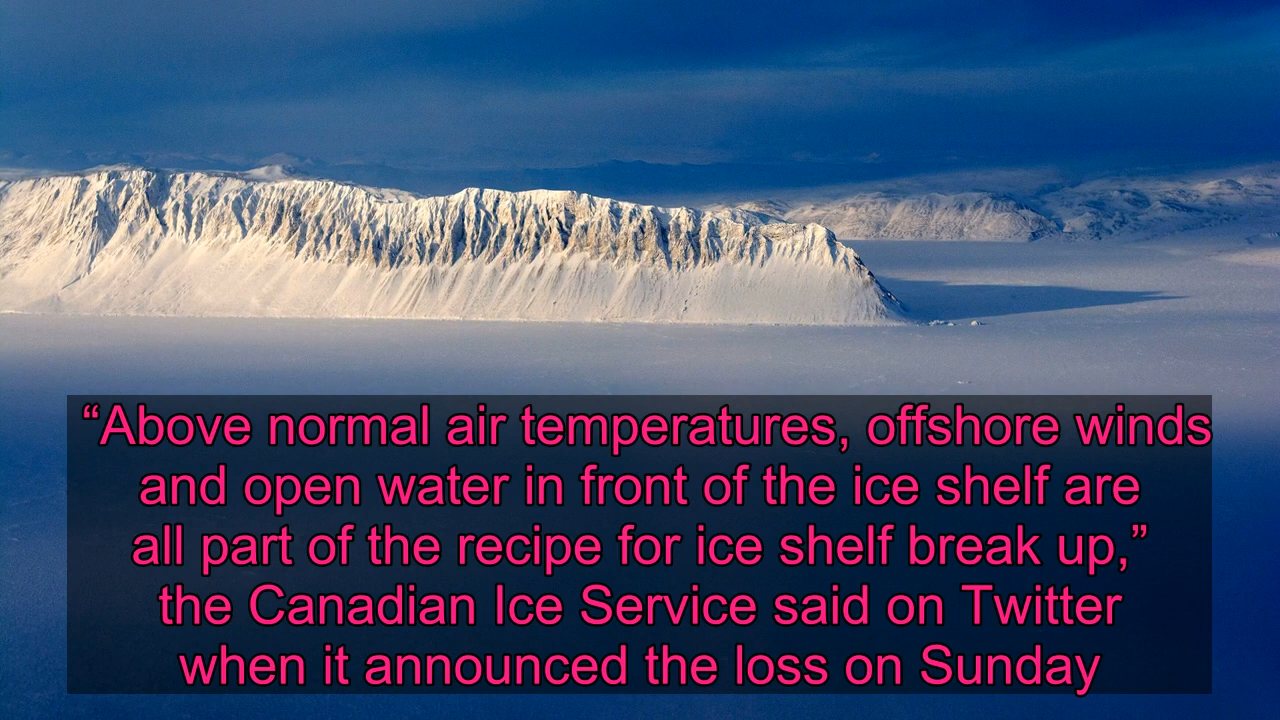 “Above normal air temperatures, offshore winds
and open water in front of the ice shelf are
all part of the recipe for ice shelf break up,”
the Canadian Ice Service said on Twitter
when it announced the loss on Sunday